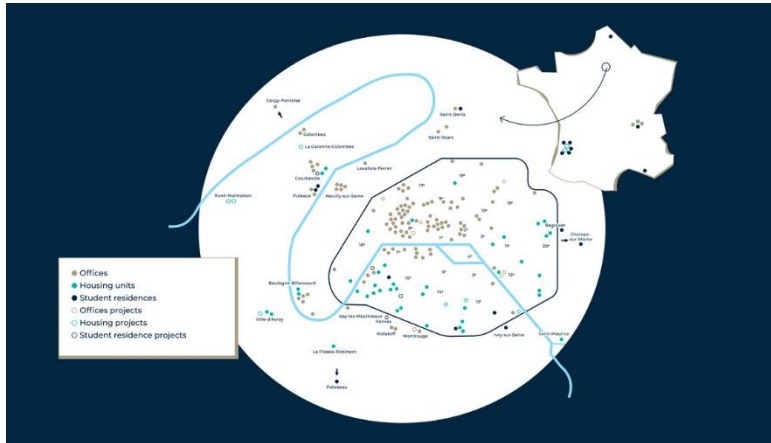 Cergy-Pontoise
Saint-Denis
Colombes
Saint-Ouen
La Garenne-Colombes
Levallois-Perret
Courbevoie
18e
17e
19e
Rueil-Malmaison
Puteaux
Neuilly-sur-Seine
9e
10e
8e
2e
Bagnolet
1er
3e
Champs-
sur-Marne
16e
11e
20e
7e
4e
6e
5e
15e
12e
Boulogne-Billancourt
14e
13e
Ville-d'Avray
Issy-les-Moulineaux
Vanves
Malakoff
Montrouge
Ivry-sur-Seine
Saint-Maurice
Le Plessis-Robinson
Palaiseau
Offices
Housing units
Student residences
Offices projects
Housing projects
Student residence projects